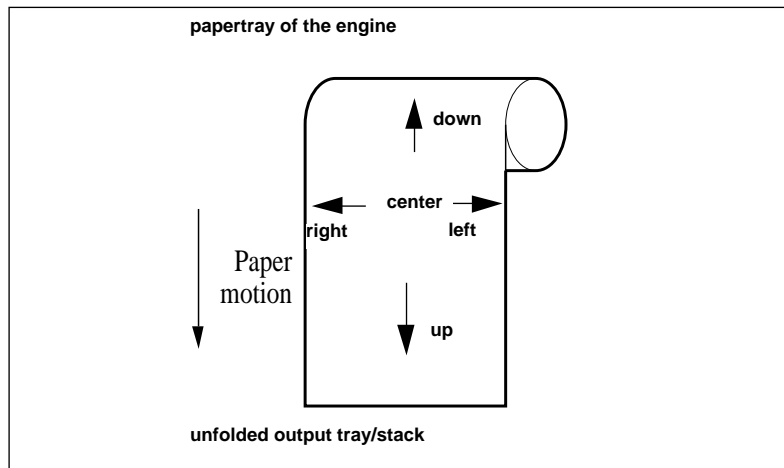 papertray of the engine
down
center
right
left
Paper
motion
up
unfolded output tray/stack